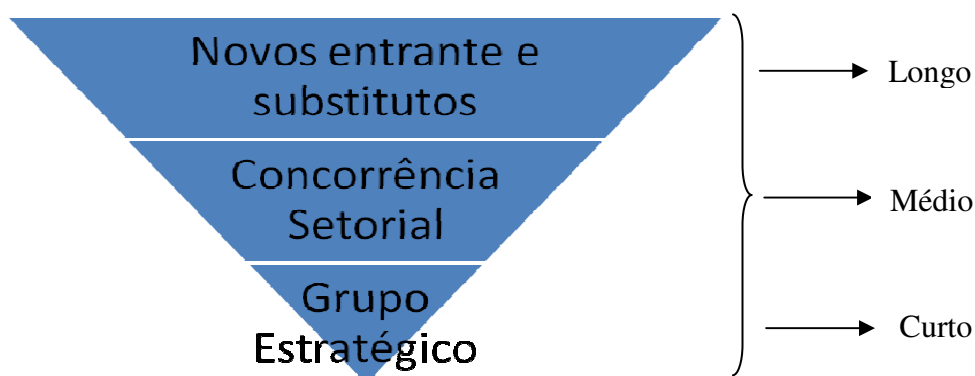 Novos entrante e
substitutos
Longo
Concorrência
Setorial
Médio
Grupo
Estratégico
Curto